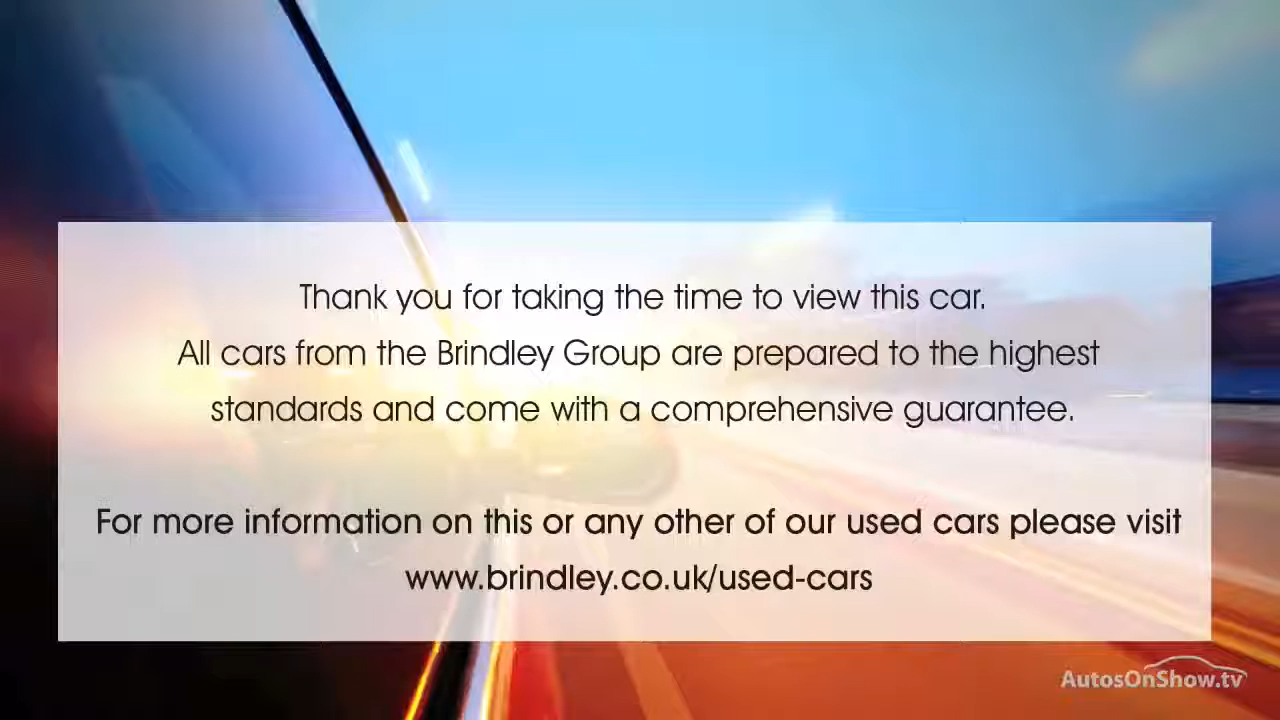 Thank you for taking the time to view this car.
All cars from the Brindley Group are prepared to the highest
standards and come with a comprehensive guarantee.
For more information on this or any other of our used cars please visit
www.brindley.co.uk/used-cars
AutosOnShow.tv